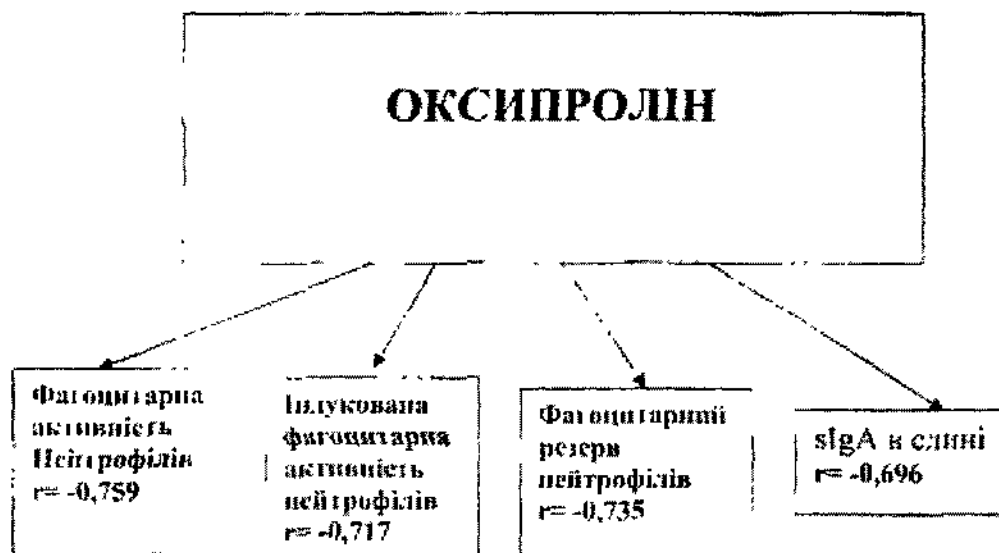 ОКСИПРОЛІН
Фагоцитарна
активність
Нейтрофілів
r= -0,759
Індукована
фагоцитарна
активність
нейтрофілів
r= -0,717
Фагоцитарний
резерв
нейтрофілів
r= -0,735
sIgA в слині
r= -0,696